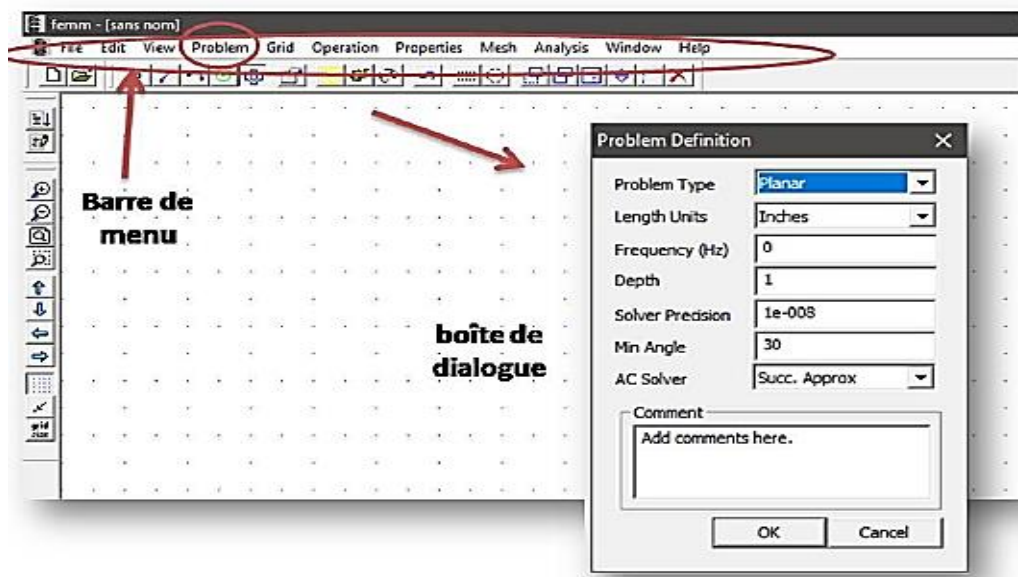 femm - [sans nom]
File Edit View Problem Grid Operation Properties Mesh Analysis Window Help
Barre de
menu
boîte de
dialogue
Problem Definition
Problem Type Planar
Length Units Inches
Frequency (Hz) 0
Depth 1
Solver Precision 1e-008
Min Angle 30
AC Solver Succ. Approx
Comment
Add comments here.
OK Cancel
grid
size